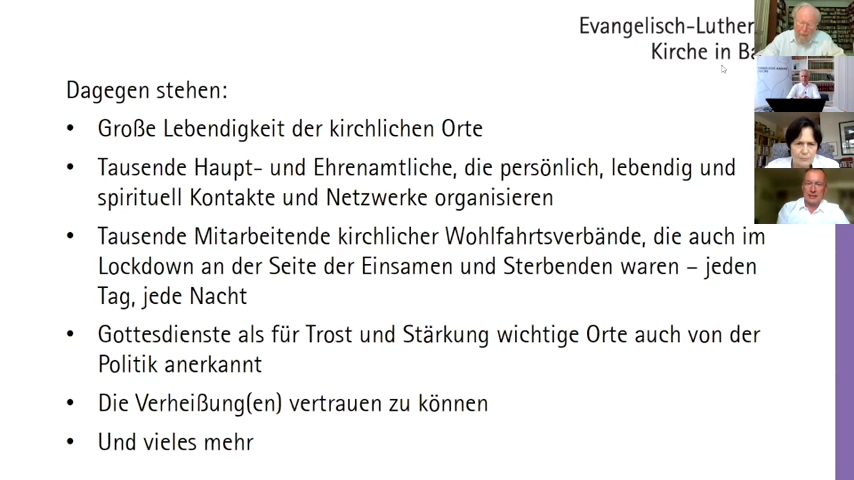 Evangelisch-Luther
Kirche in Ba
Dagegen stehen:
• Große Lebendigkeit der kirchlichen Orte
• Tausende Haupt- und Ehrenamtliche, die persönlich, lebendig und
spirituell Kontakte und Netzwerke organisieren
• Tausende Mitarbeitende kirchlicher Wohlfahrtsverbände, die auch im
Lockdown an der Seite der Einsamen und Sterbenden waren – jeden
Tag, jede Nacht
• Gottesdienste als für Trost und Stärkung wichtige Orte auch von der
Politik anerkannt
• Die Verheißung(en) vertrauen zu können
• Und vieles mehr